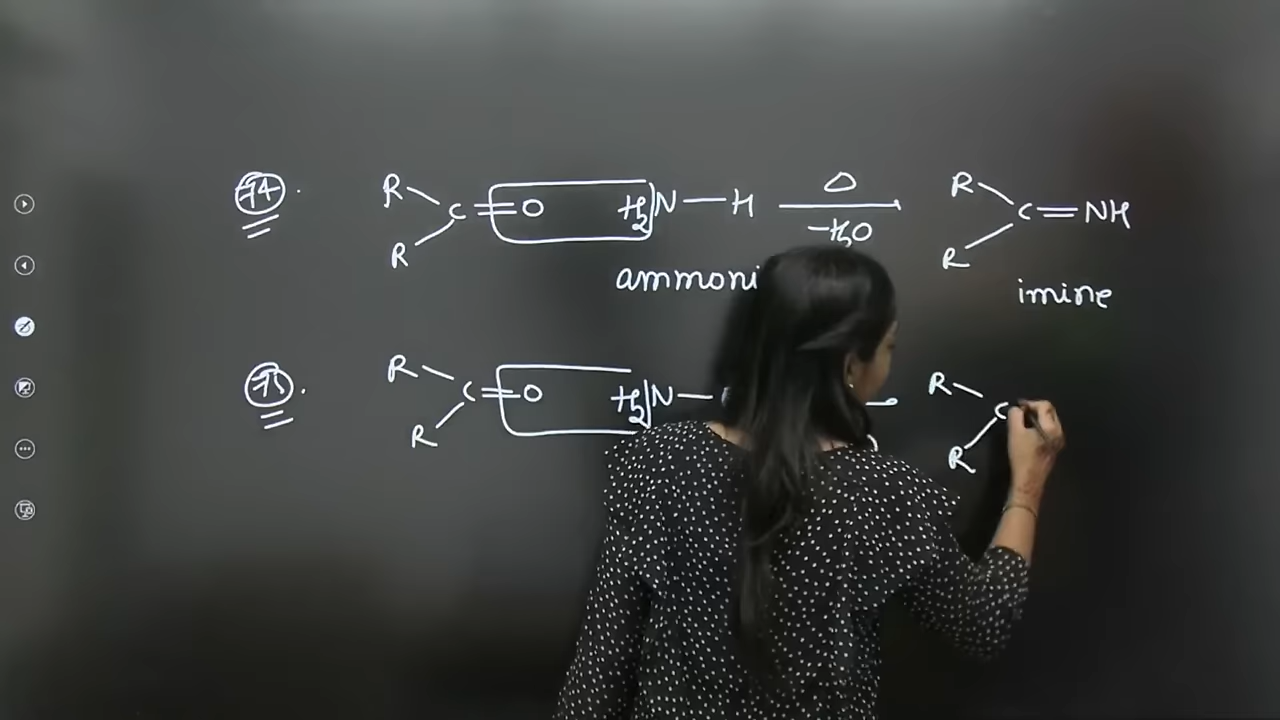 74.
R R C=O H2N—H Δ -H2O R R C=NH
ammoni
imine
75.
R R C=O H2N— R R C